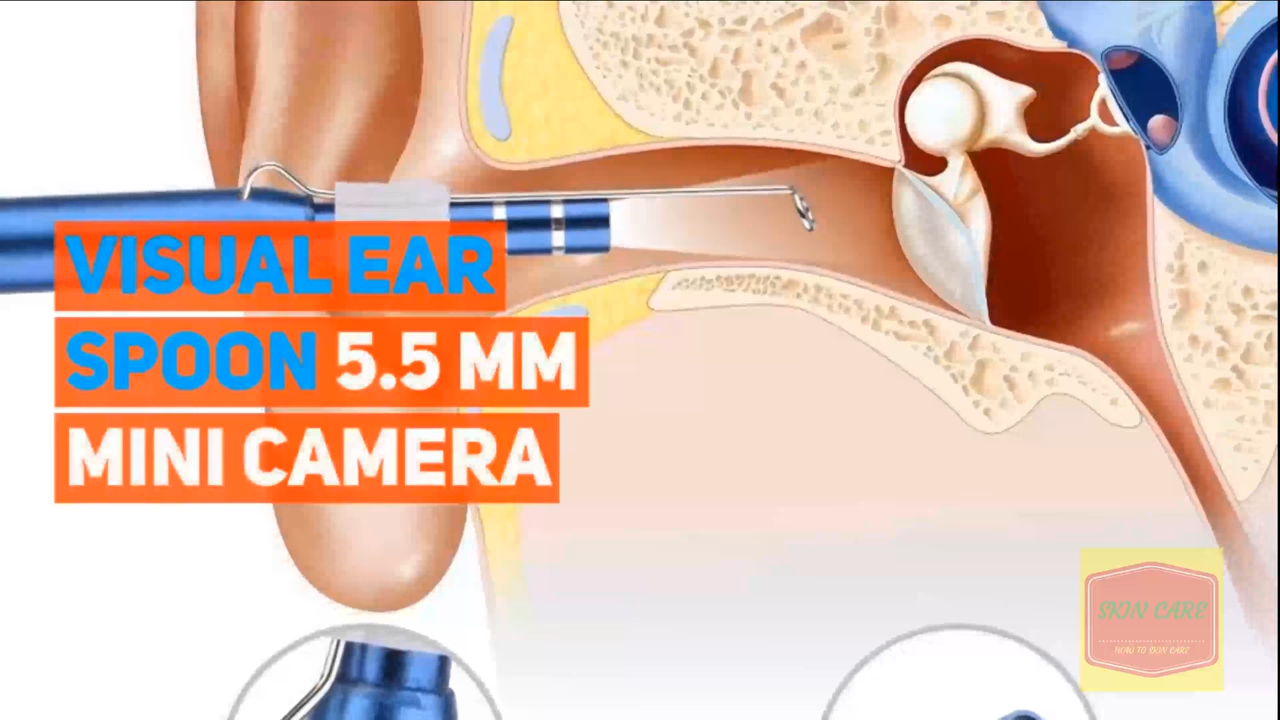 VISUAL EAR
SPOON 5.5 MM
MINI CAMERA
SKIN CARE
HOW TO SKIN CARE